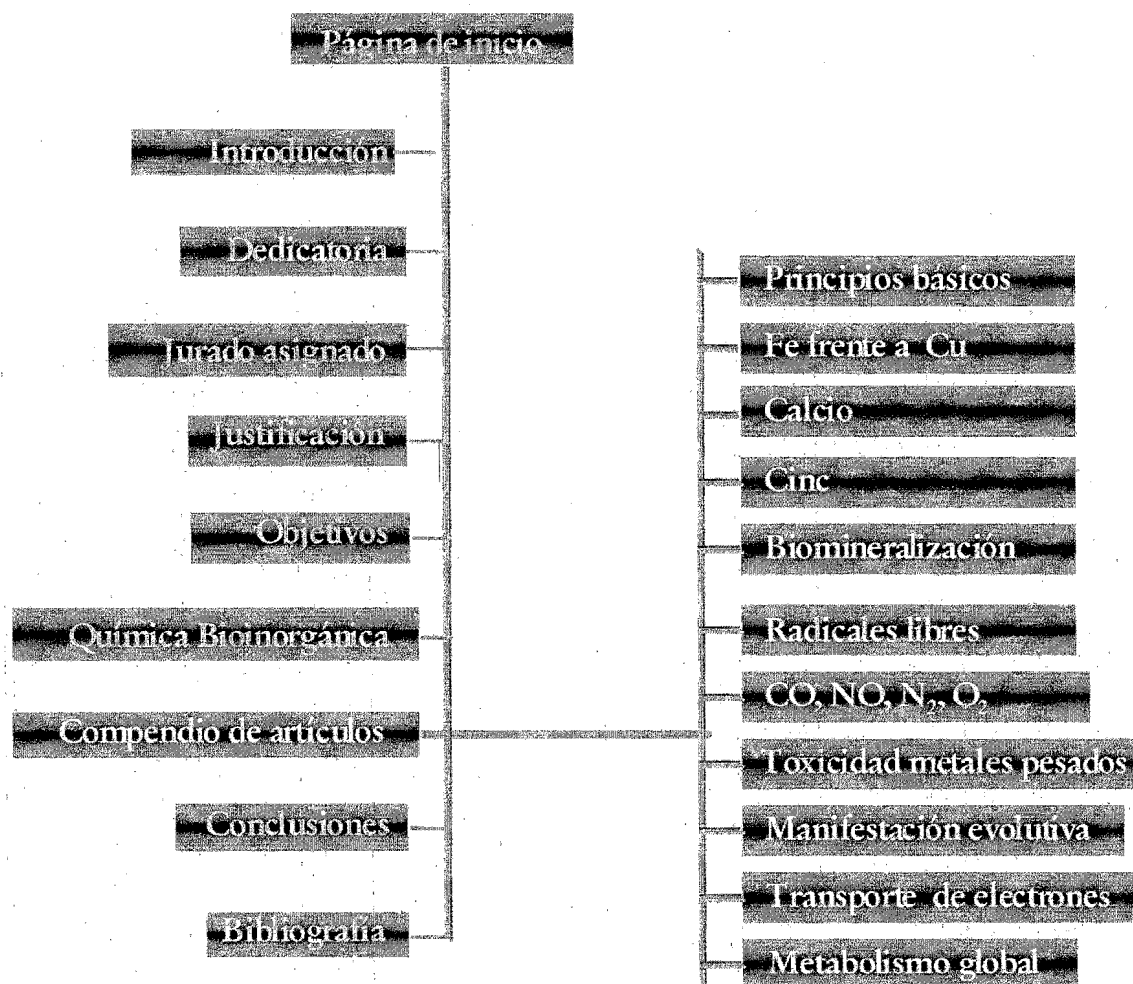 Página de inicio
Introducción
Dedicatoria
Jurado asignado
Justificación
Objetivos
Química Bioinorgánica
Compendio de artículos
Conclusiones
Bibliografía
Principios básicos
Fe frente a Cu
Calcio
Cinc
Biomineralización
Radicales libres
CO, NO, N₂, O₂
Toxicidad metales pesados
Manifestación evolutiva
Transporte de electrones
Metabolismo global